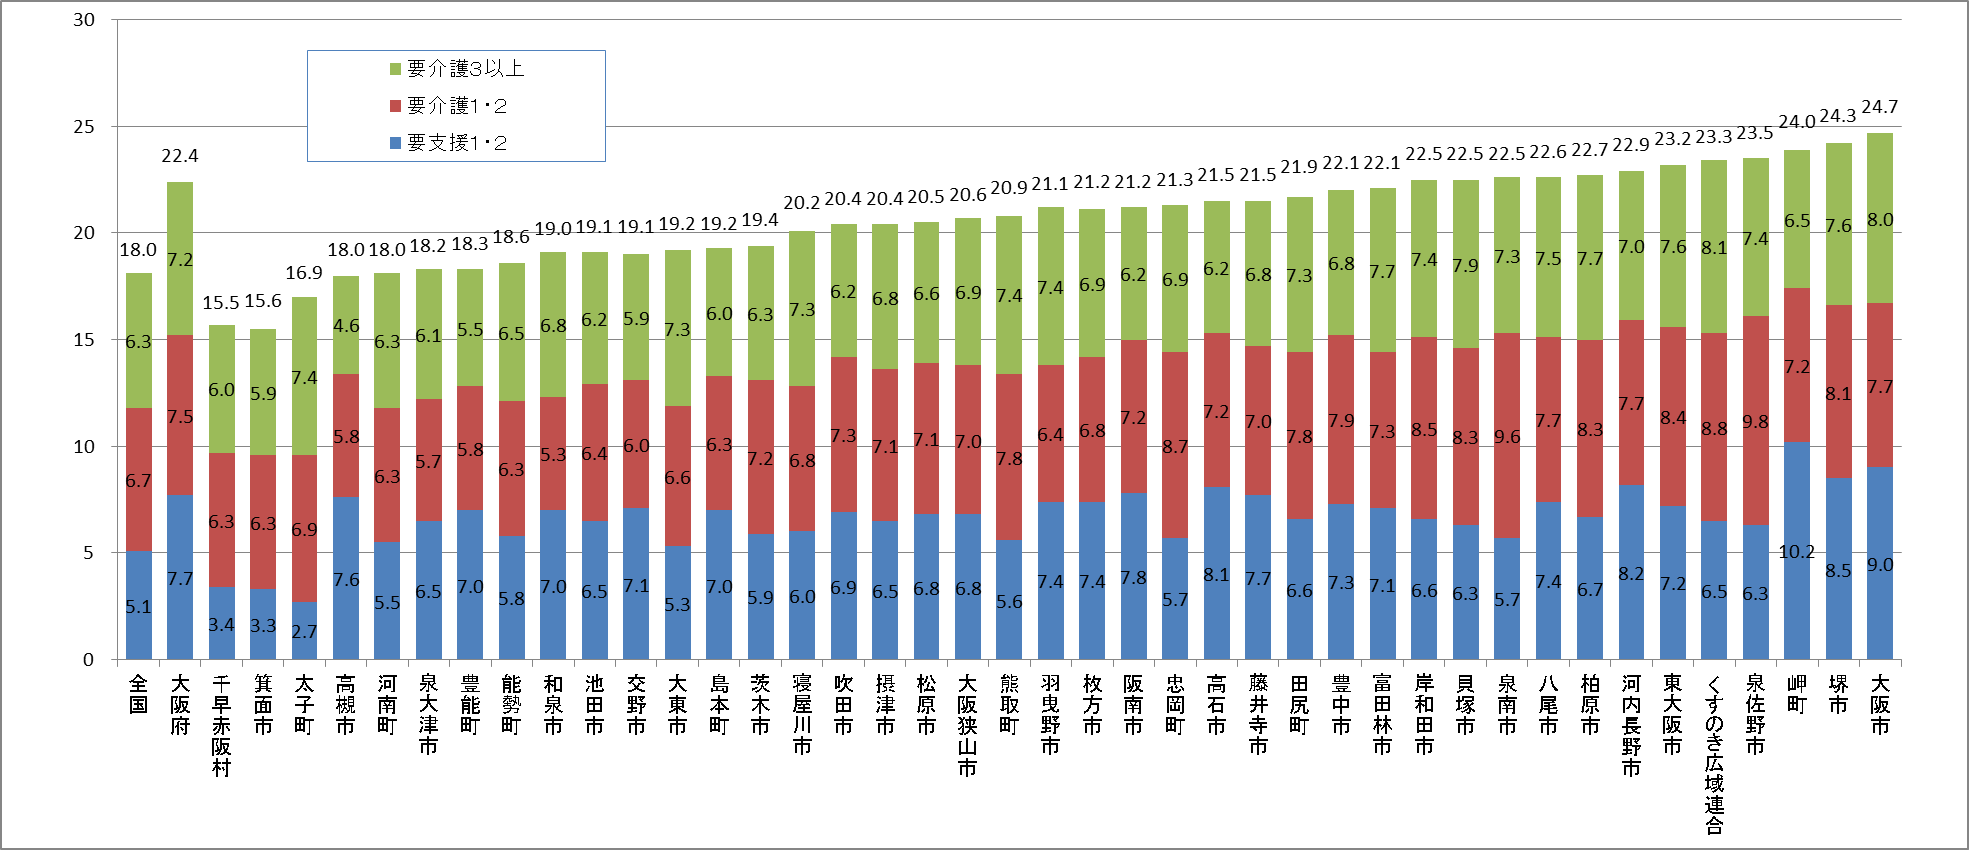 30
25
20
15
10
5
0
要介護3以上
要介護1・2
要支援1・2
18.0 22.4 15.5 15.6 16.9 18.0 18.0 18.2 18.3 18.6 19.0 19.1 19.1 19.2 19.2 19.4 20.2 20.4 20.4 20.5 20.6 20.9 21.1 21.2 21.2 21.3 21.5 21.5 21.9 22.1 22.1 22.5 22.5 22.5 22.6 22.7 22.9 23.2 23.3 23.5 24.0 24.3 24.7
6.3 7.2 6.0 5.9 7.4 4.6 6.3 6.1 5.5 6.5 6.8 6.2 5.9 7.3 6.0 6.3 7.3 6.2 6.8 6.6 6.9 7.4 7.4 6.9 6.2 6.9 6.2 6.8 7.3 6.8 7.7 7.4 7.9 7.3 7.5 7.7 7.0 7.6 8.1 7.4 6.5 7.6 8.0
6.7 7.5 6.3 6.3 6.9 5.8 6.3 5.7 5.8 6.3 5.3 6.4 6.0 6.6 6.3 7.2 6.8 7.3 7.1 7.1 7.0 7.8 6.4 6.8 7.2 8.7 7.2 7.0 7.8 7.9 7.3 8.5 8.3 9.6 7.7 8.3 7.7 8.4 8.8 9.8 7.2 8.1 7.7
5.1 7.7 3.4 3.3 2.7 7.6 5.5 6.5 7.0 5.8 7.0 6.5 7.1 5.3 7.0 5.9 6.0 6.9 6.5 6.8 6.8 5.6 7.4 7.4 7.8 5.7 8.1 7.7 6.6 7.3 7.1 6.6 6.3 5.7 7.4 6.7 8.2 7.2 6.5 6.3 10.2 8.5 9.0
全国
大阪府
千早赤阪村
箕面市
太子町
高槻市
河南町
泉大津市
豊能町
能勢町
和泉市
池田市
交野市
大東市
島本町
茨木市
寝屋川市
吹田市
摂津市
松原市
大阪狭山市
熊取町
羽曳野市
枚方市
阪南市
忠岡町
高石市
藤井寺市
田尻町
豊中市
富田林市
岸和田市
貝塚市
泉南市
八尾市
柏原市
河内長野市
東大阪市
くすのき広域連合
泉佐野市
岬町
堺市
大阪市